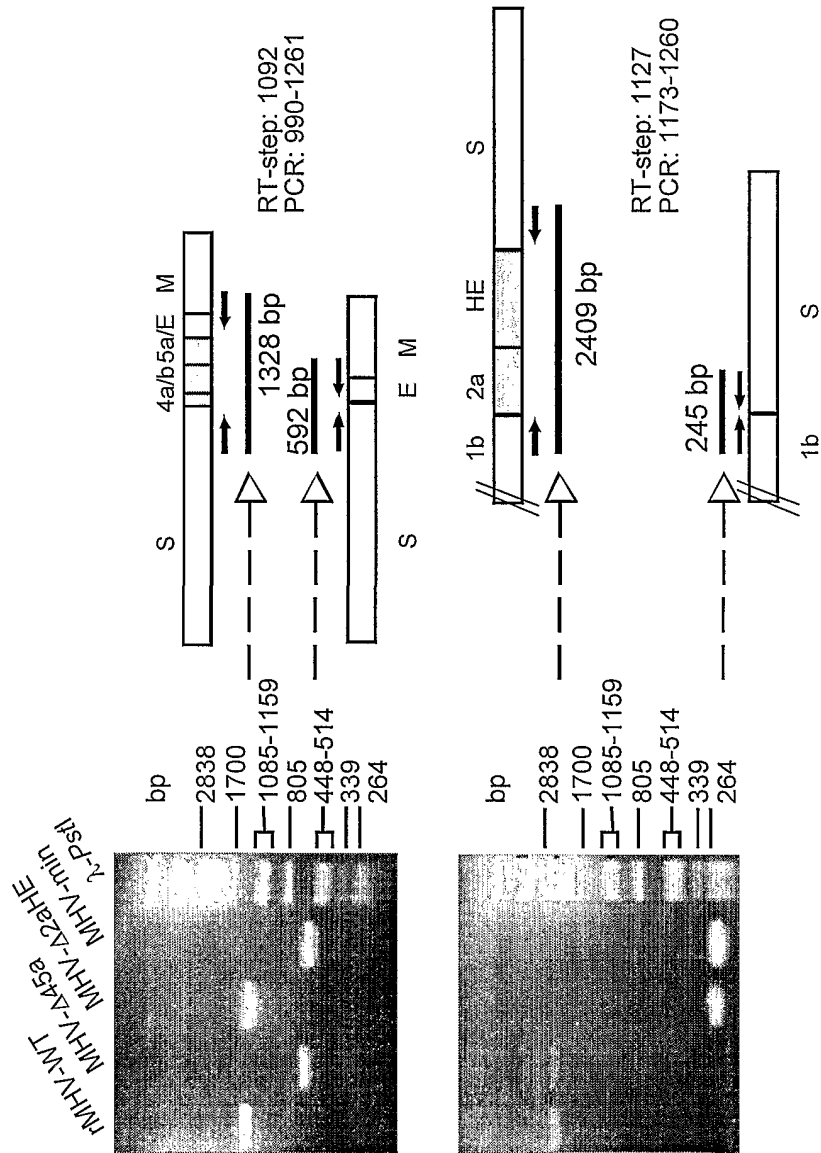 rMHV-WT
MHV-Δ45a
MHV-Δ2aHE
MHV-min
λ-PstI
bp
2838
1700
1085-1159
805
448-514
339
264
S 4a/b5a/E M
1328 bp
592 bp
S E M
RT-step: 1092
PCR: 990-1261
bp
2838
1700
1085-1159
805
448-514
339
264
1b 2a HE S
2409 bp
245 bp
1b S
RT-step: 1127
PCR: 1173-1260